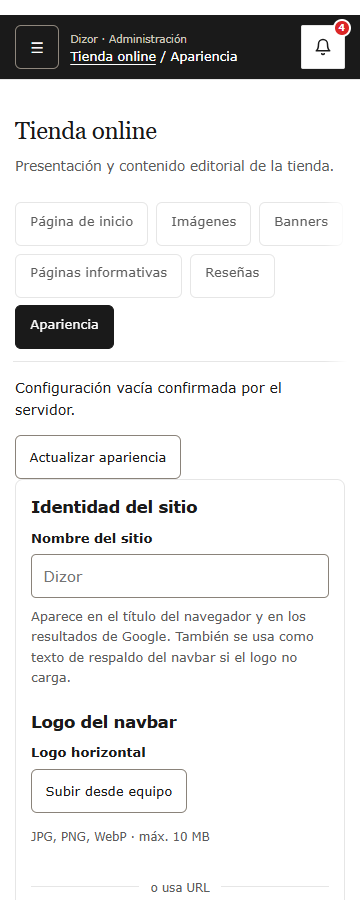 ☰
Dizor · Administración
Tienda online / Apariencia
4
Tienda online
Presentación y contenido editorial de la tienda.
Página de inicio
Imágenes
Banners
Páginas informativas
Reseñas
Apariencia
Configuración vacía confirmada por el
servidor.
Actualizar apariencia
Identidad del sitio
Nombre del sitio
Dizor
Aparece en el título del navegador y en los
resultados de Google. También se usa como
texto de respaldo del navbar si el logo no
carga.
Logo del navbar
Logo horizontal
Subir desde equipo
JPG, PNG, WebP · máx. 10 MB
o usa URL